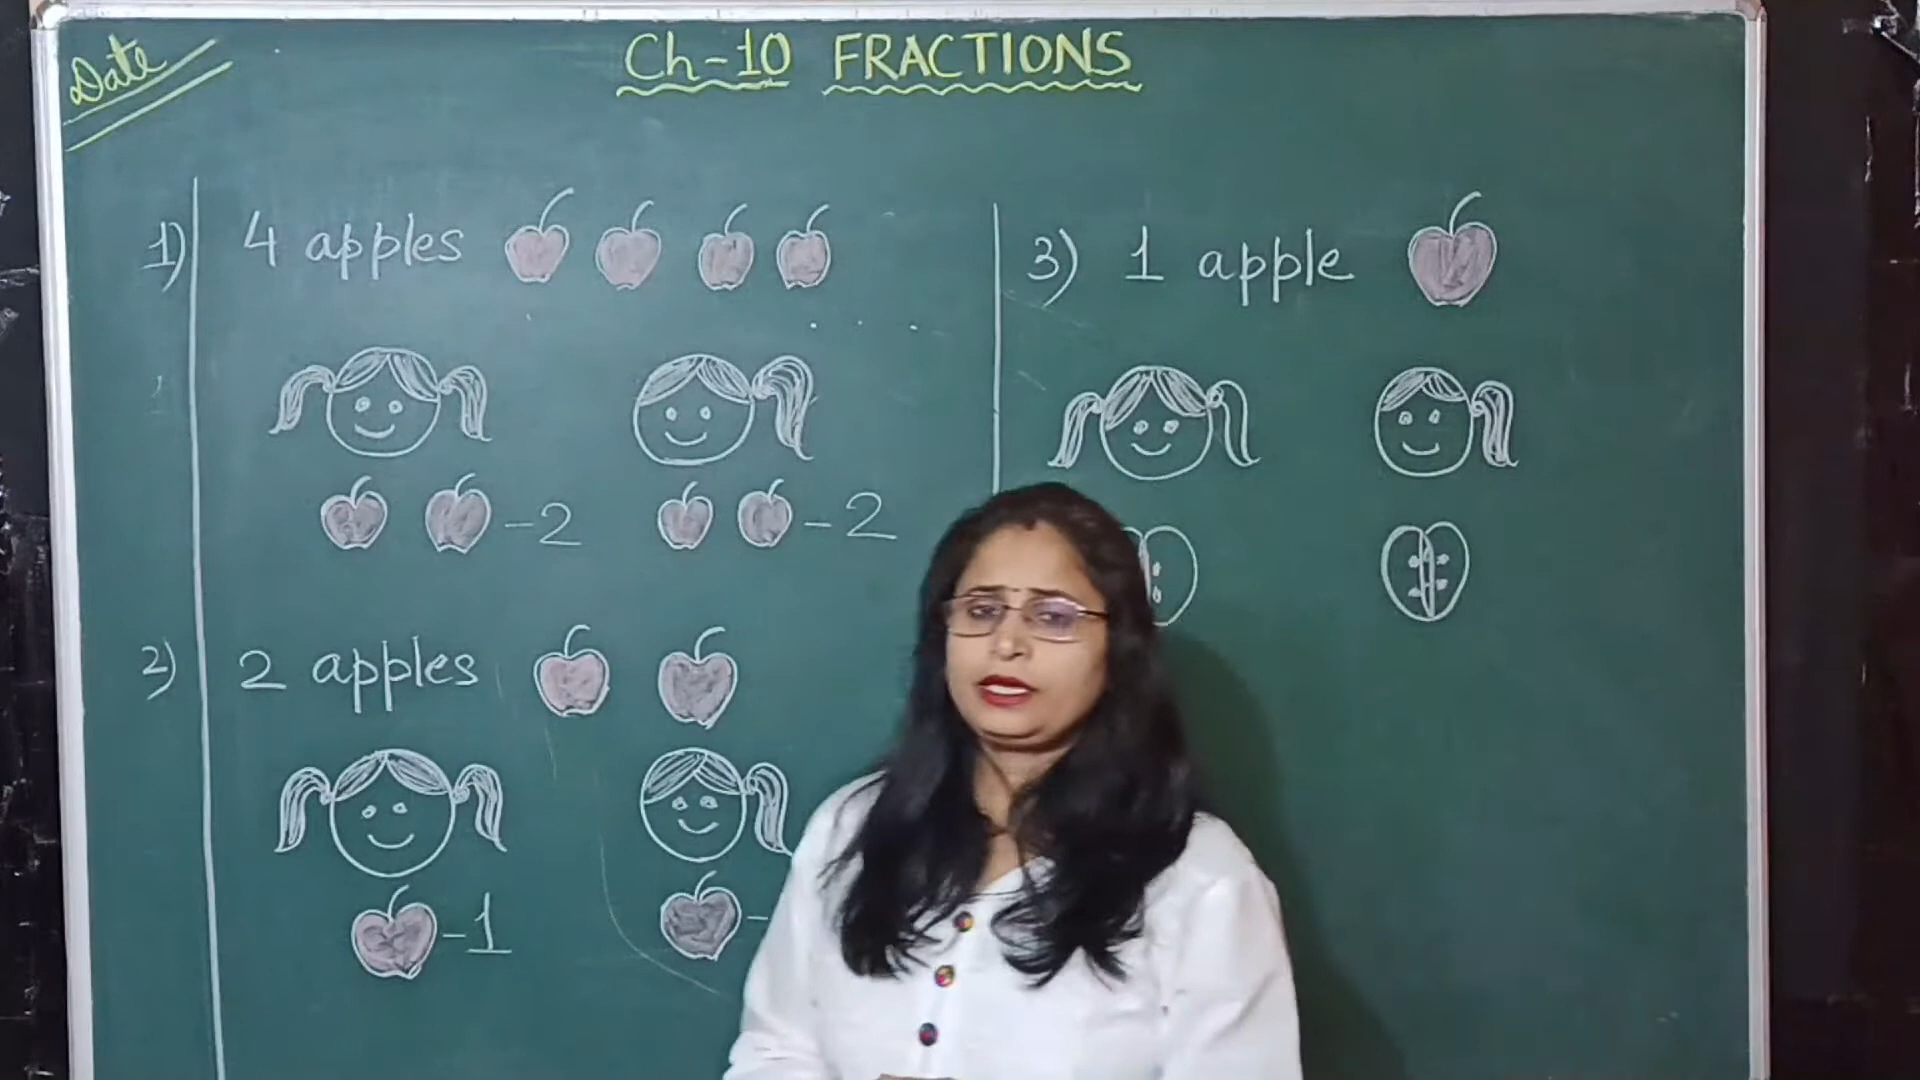 Date
Ch-10 FRACTIONS
1) 4 apples
-2 -2
2) 2 apples
-1 -
3) 1 apple